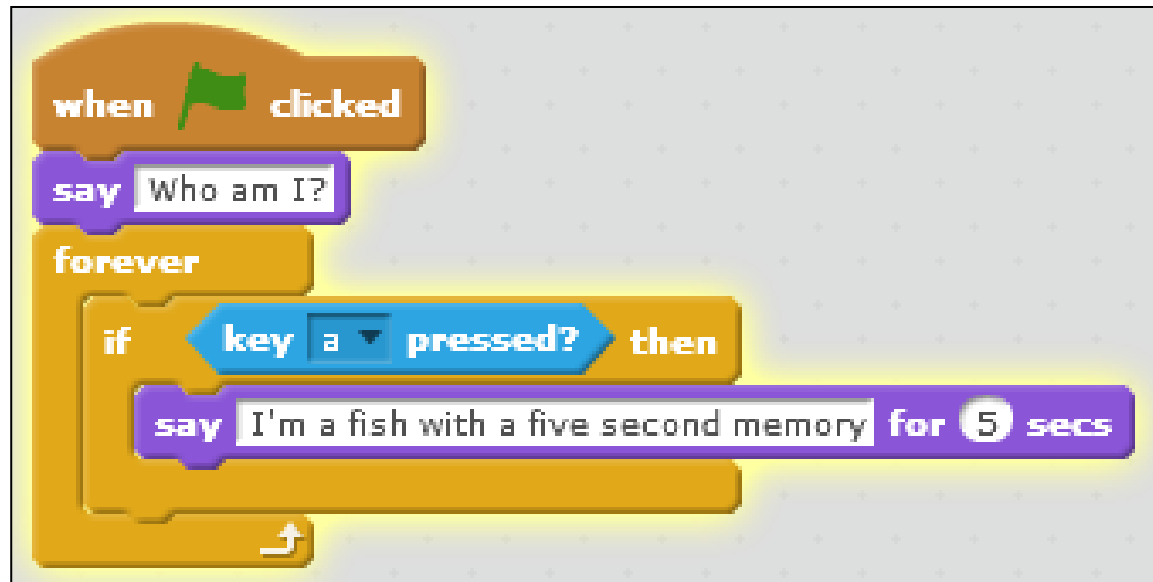 when clicked
say Who am I?
forever
if key a pressed? then
say I'm a fish with a five second memory for 5 secs